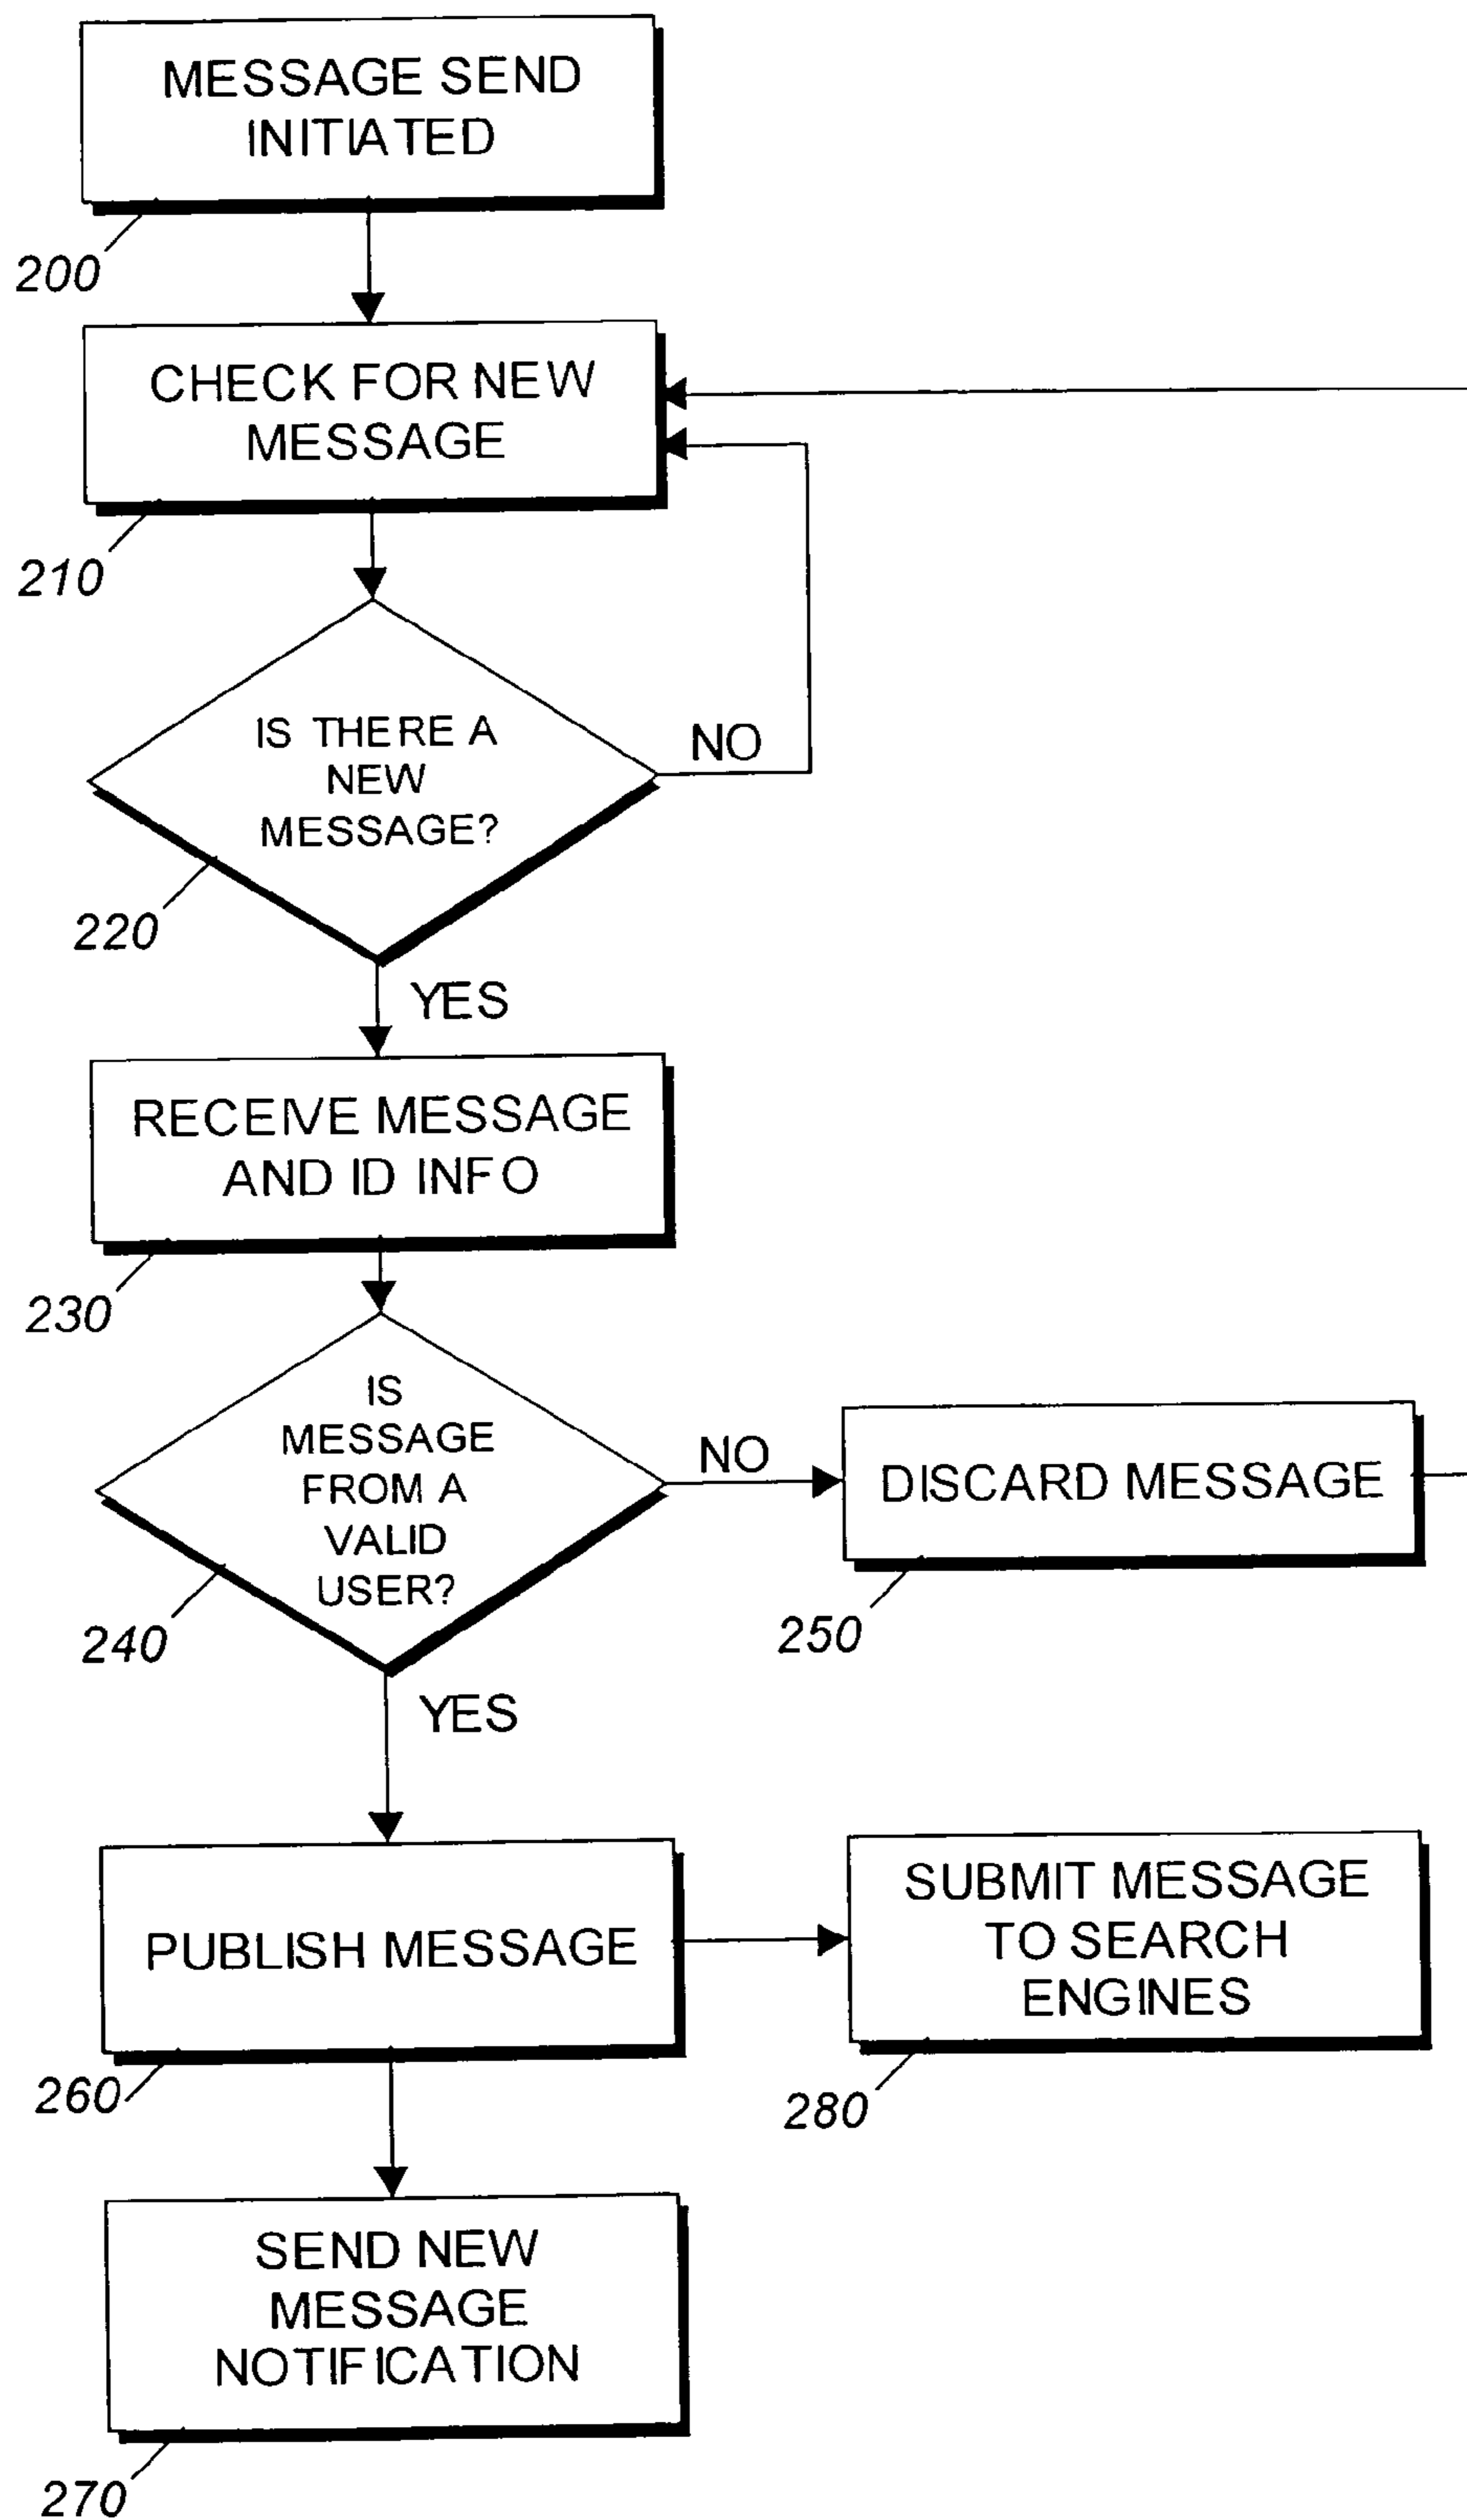 MESSAGE SEND
INITIATED
200
CHECK FOR NEW
MESSAGE
210
IS THERE A
NEW
MESSAGE?
NO
220
YES
RECEIVE MESSAGE
AND ID INFO
230
IS
MESSAGE
FROM A
VALID
USER?
NO
DISCARD MESSAGE
240
250
YES
PUBLISH MESSAGE
SUBMIT MESSAGE
TO SEARCH
ENGINES
260
280
SEND NEW
MESSAGE
NOTIFICATION
270